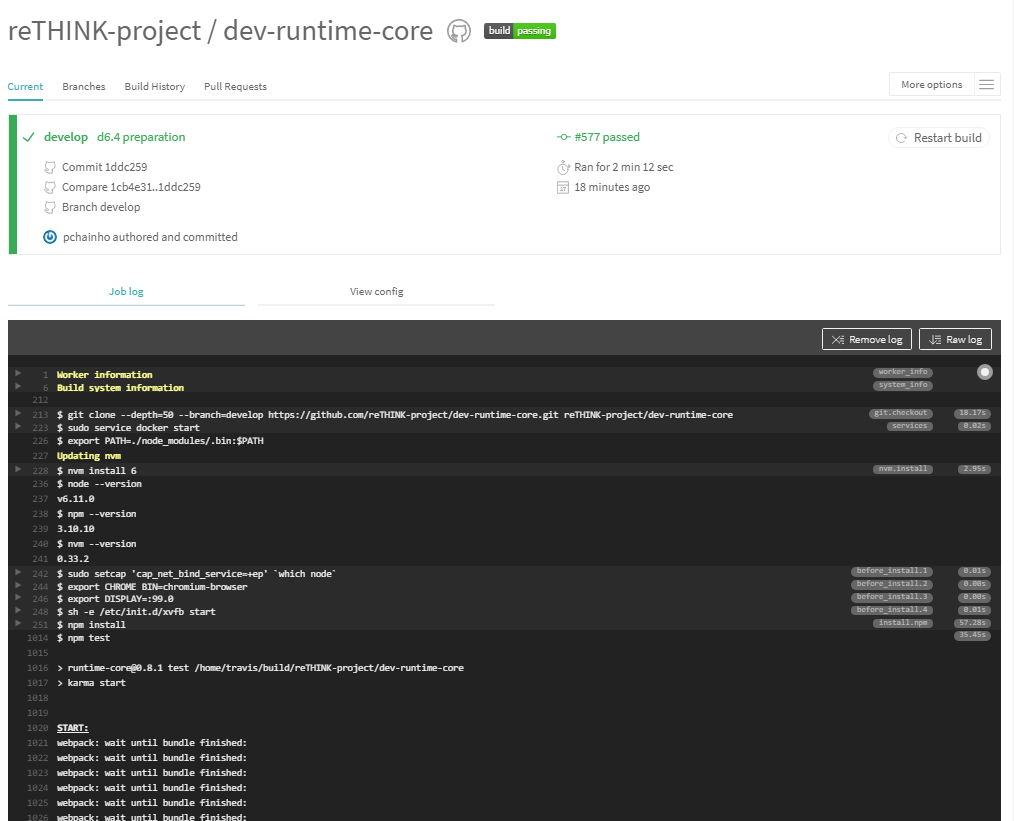 reTHINK-project / dev-runtime-core build passing
Current Branches Build History Pull Requests More options
develop d6.4 preparation #577 passed Restart build
Commit 1ddc259 Ran for 2 min 12 sec
Compare 1cb4e31..1ddc259 18 minutes ago
Branch develop
pchainho authored and committed
Job log View config
Remove log Raw log
1 Worker information worker_info
6 Build system information system_info
212
213 $ git clone --depth=50 --branch=develop https://github.com/reTHINK-project/dev-runtime-core.git reTHINK-project/dev-runtime-core git.checkout 18.17s
223 $ sudo service docker start services 0.02s
226 $ export PATH=./node_modules/.bin:$PATH
227 Updating nvm
228 $ nvm install 6 nvm.install 2.95s
236 $ node --version
237 v6.11.0
238 $ npm --version
239 3.10.10
240 $ nvm --version
241 0.33.2
242 $ sudo setcap 'cap_net_bind_service=+ep' `which node` before_install.1 0.01s
244 $ export CHROME_BIN=chromium-browser before_install.2 0.00s
246 $ export DISPLAY=:99.0 before_install.3 0.00s
248 $ sh -e /etc/init.d/xvfb start before_install.4 0.01s
251 $ npm install install.npm 57.28s
1014 $ npm test 35.45s
1015
1016 > runtime-core@0.8.1 test /home/travis/build/reTHINK-project/dev-runtime-core
1017 > karma start
1018
1019
1020 START:
1021 webpack: wait until bundle finished:
1022 webpack: wait until bundle finished:
1023 webpack: wait until bundle finished:
1024 webpack: wait until bundle finished:
1025 webpack: wait until bundle finished:
1026 webpack: wait until bundle finished: